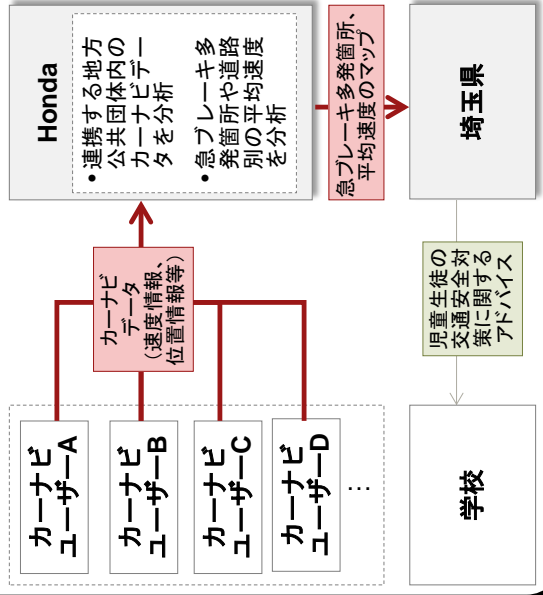 カーナビ
ユーザーA
カーナビ
ユーザーB
カーナビ
ユーザーC
カーナビ
ユーザーD
…
カーナビ
データ
（速度情報、
位置情報等）
Honda
• 連携する地方
公共団体内の
カーナビデー
タを分析
• 急ブレーキ多
発箇所や道路
別の平均速度
を分析
急ブレーキ多発箇所、
平均速度のマップ
埼玉県
児童生徒の
交通安全対
策に関する
アドバイス
学校